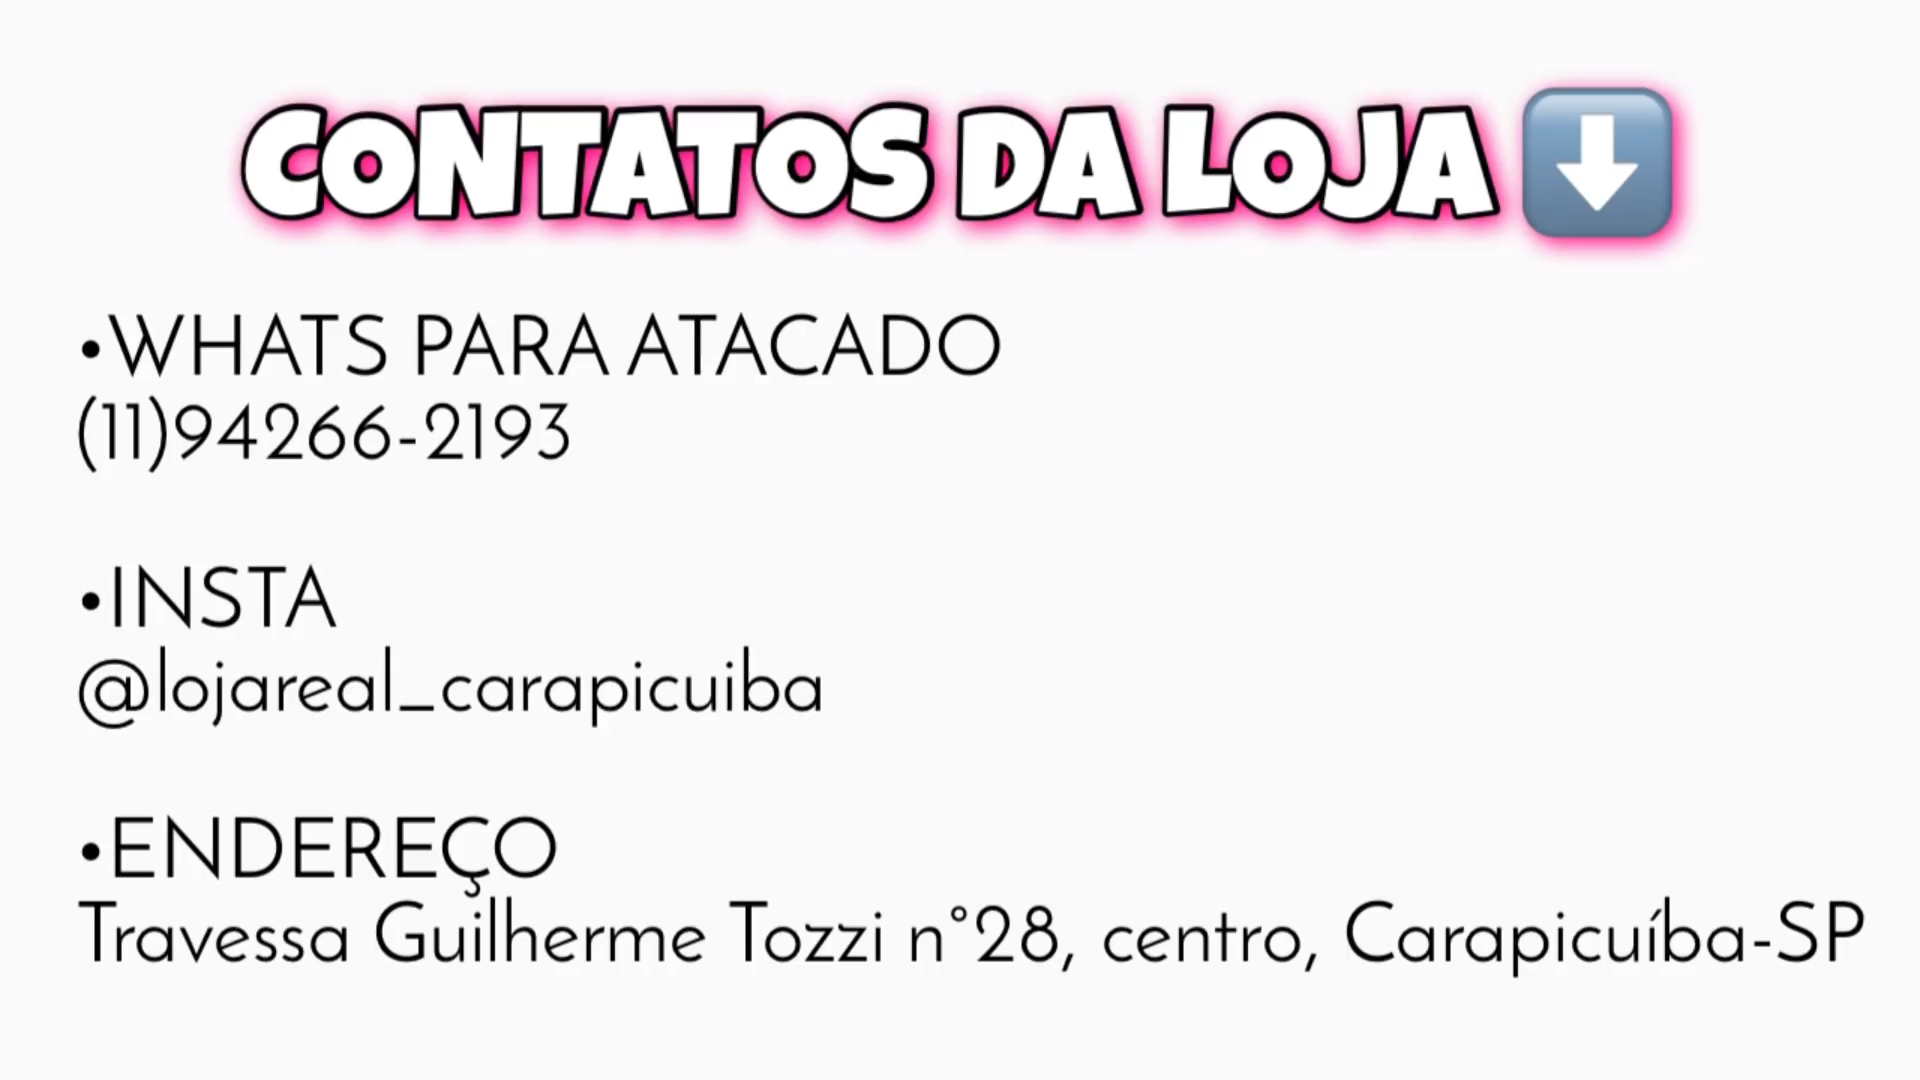 CONTATOS DA LOJA ⬇️
•WHATS PARA ATACADO
(11)94266-2193
•INSTA
@lojareal_carapicuiba
•ENDEREÇO
Travessa Guilherme Tozzi n°28, centro, Carapicuíba-SP